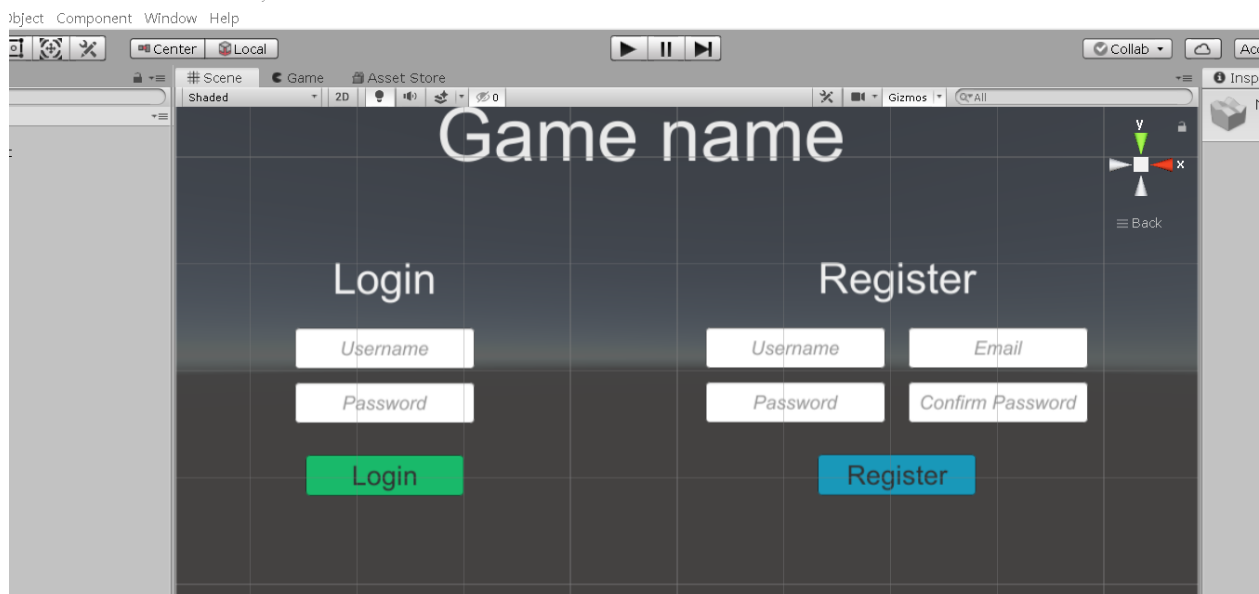 Object Component Window Help
Center Local Collab
# Scene Game Asset Store
Shaded 2D 0 Gizmos All
Game name
y
x
Back
Login Register
Username Username Email
Password Password Confirm Password
Login Register